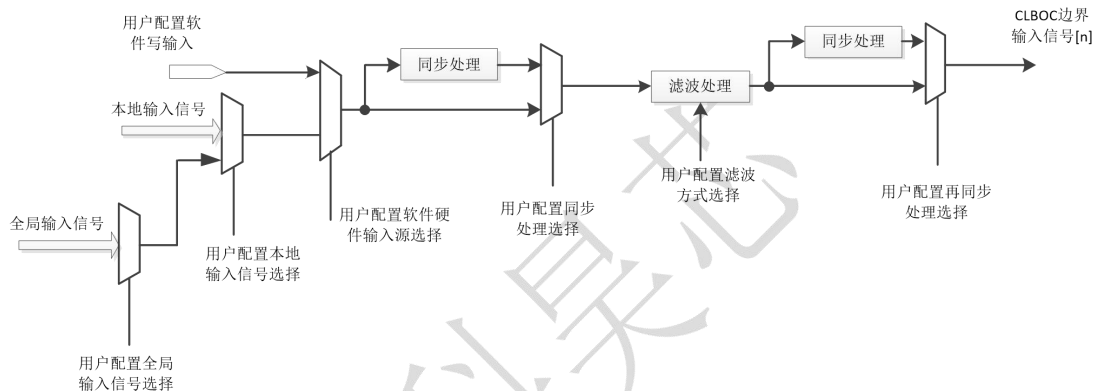 用户配置软
件写输入
CLBOC边界
输入信号[n]
同步处理
同步处理
滤波处理
本地输入信号
全局输入信号
用户配置滤波
方式选择
用户配置再同步
处理选择
用户配置同步
处理选择
用户配置软件硬
件输入源选择
用户配置本地
输入信号选择
用户配置全局
输入信号选择
昊芯